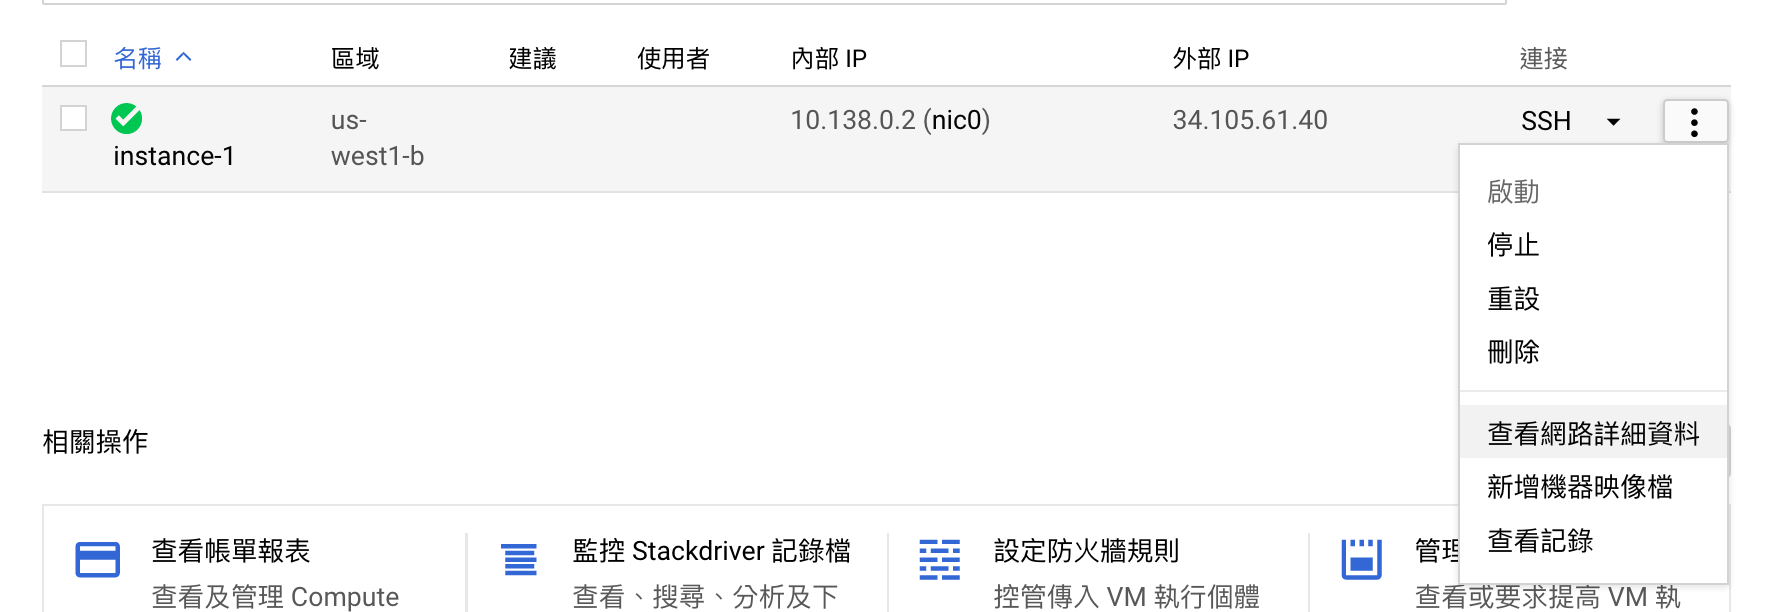 名稱 區域 建議 使用者 內部 IP 外部 IP 連接
us- 10.138.0.2 (nic0) 34.105.61.40 SSH
instance-1 west1-b
啟動
停止
重設
刪除
查看網路詳細資料
新增機器映像檔
查看記錄
相關操作
查看帳單報表 監控 Stackdriver 記錄檔 設定防火牆規則 管理
查看及管理 Compute 查看、搜尋、分析及下 控管傳入 VM 執行個體 查看或要求提高 VM 執